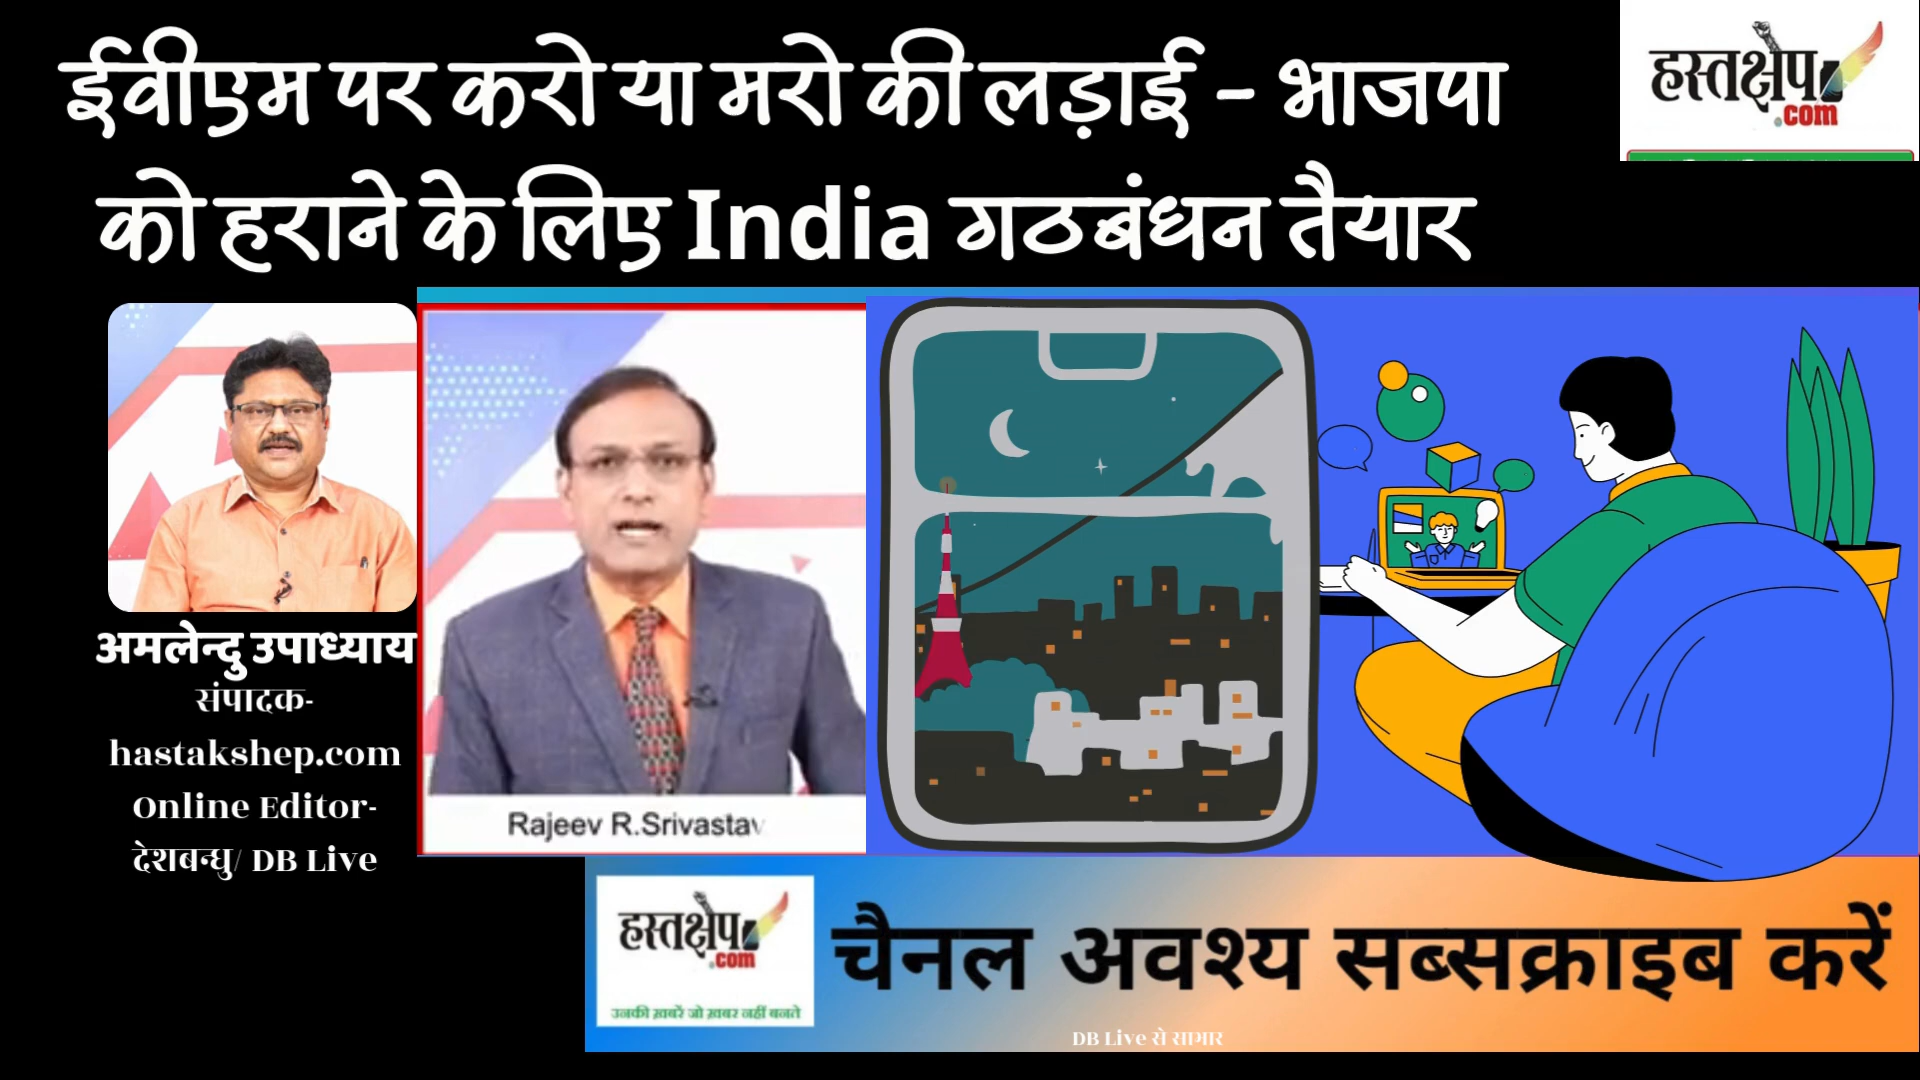 ईवीएम पर करो या मरो की लड़ाई - भाजपा
को हराने के लिए India गठबंधन तैयार
हस्तक्षेप
.com
अमलेन्दु उपाध्याय
संपादक-
hastakshep.com
Online Editor-
देशबन्धु/ DB Live
Rajeev R.Srivastav
हस्तक्षेप
.com
उनकी ख़बरें जो ख़बर नहीं बनते
चैनल अवश्य सब्सक्राइब करें
DB Live से साभार